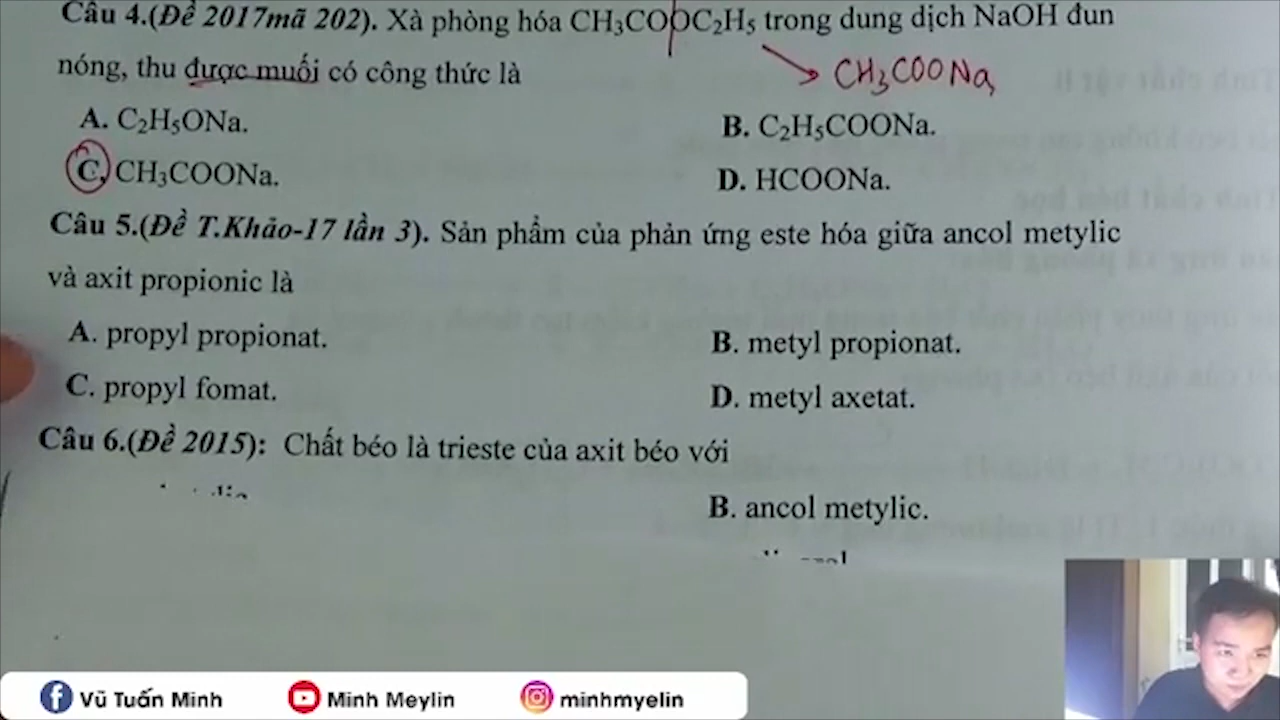 Câu 4.(Đề 2017mã 202). Xà phòng hóa CH₃COOC₂H₅ trong dung dịch NaOH đun
nóng, thu được muối có công thức là
CH₃COONa
A. C₂H₅ONa.
B. C₂H₅COONa.
C. CH₃COONa.
D. HCOONa.
Câu 5.(Đề T.Khảo-17 lần 3). Sản phẩm của phản ứng este hóa giữa ancol metylic
và axit propionic là
A. propyl propionat.
B. metyl propionat.
C. propyl fomat.
D. metyl axetat.
Câu 6.(Đề 2015): Chất béo là trieste của axit béo với
B. ancol metylic.
Vũ Tuấn Minh
Minh Meylin
minhmyelin